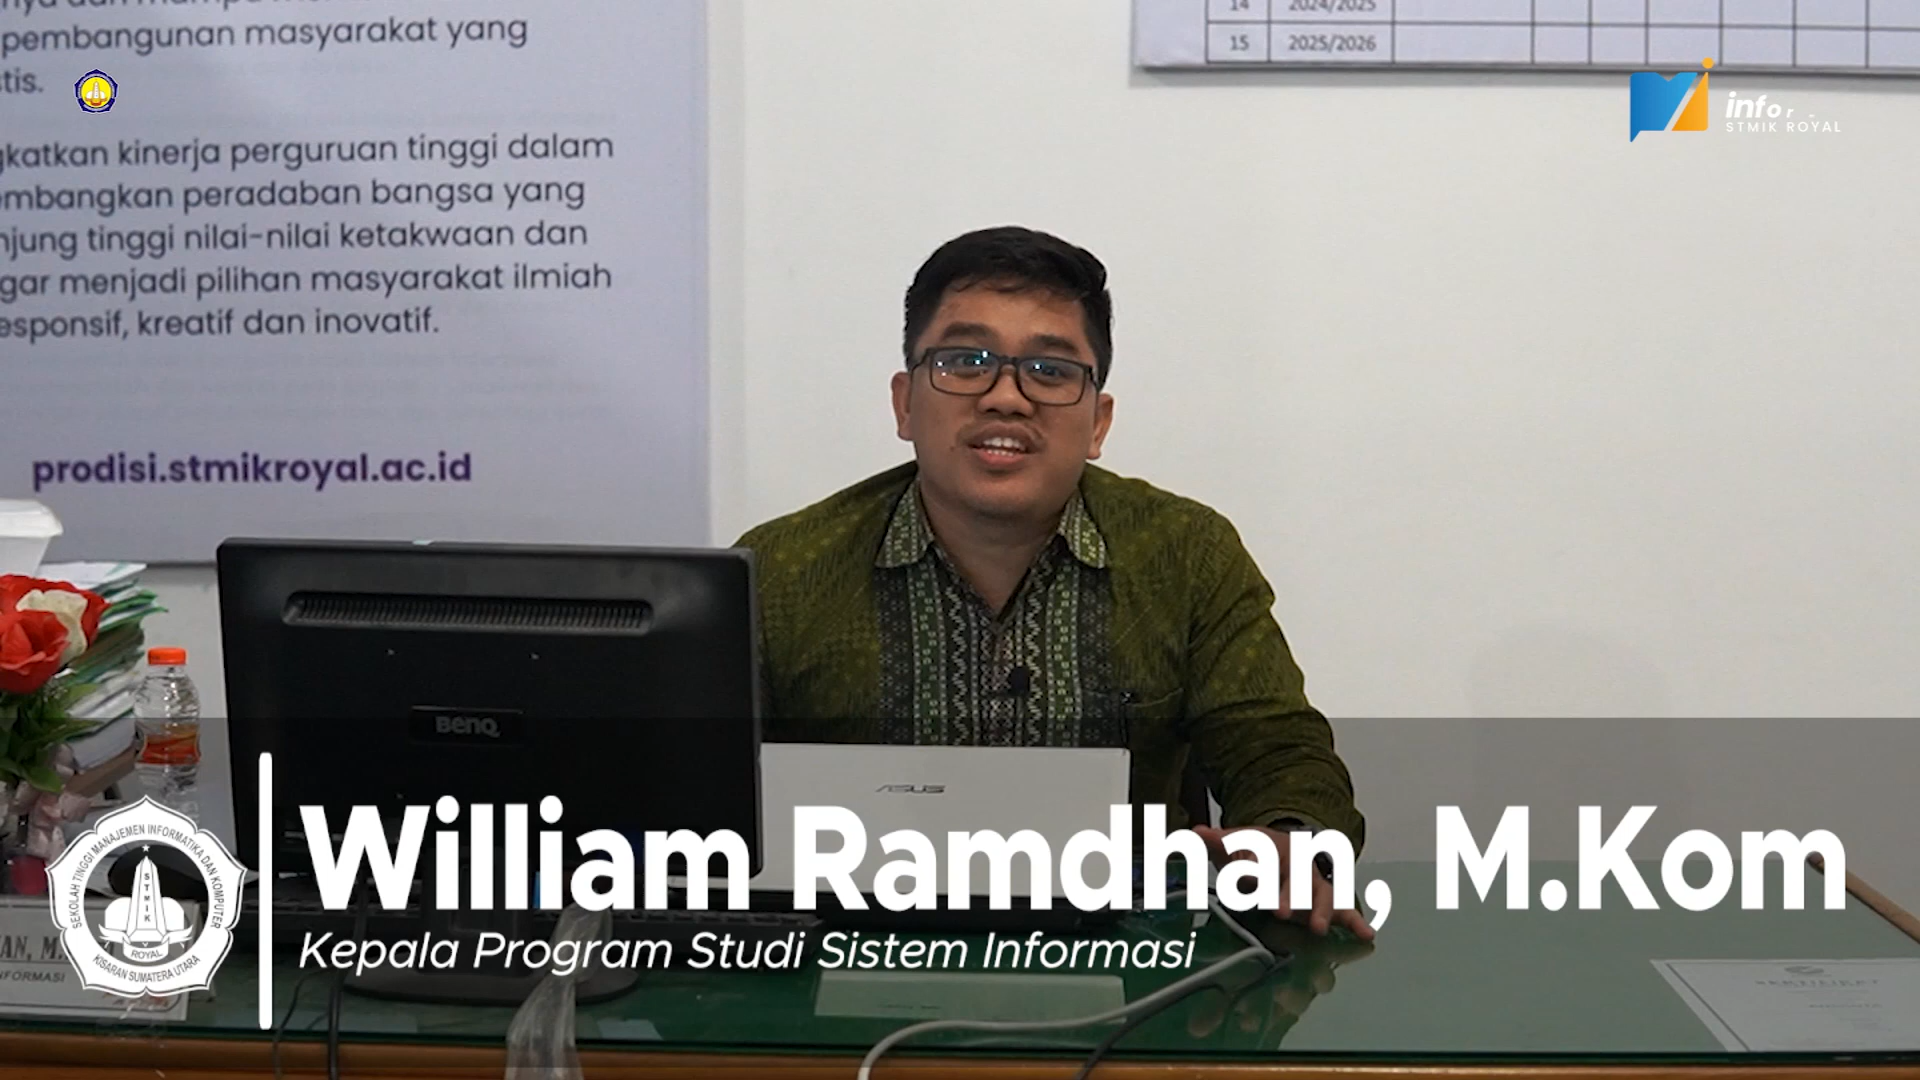 pembangunan masyarakat yang
tis.
gkatkan kinerja perguruan tinggi dalam
embangkan peradaban bangsa yang
njung tinggi nilai-nilai ketakwaan dan
gar menjadi pilihan masyarakat ilmiah
esponsif, kreatif dan inovatif.
prodisi.stmikroyal.ac.id
14 2024/2025
15 2025/2026
infor
STMIK ROYAL
BenQ
ASUS
William Ramdhan, M.Kom
Kepala Program Studi Sistem Informasi
SEKOLAH TINGGI MANAJEMEN INFORMATIKA DAN KOMPUTER
STMIK
ROYAL
KISARAN SUMATERA UTARA